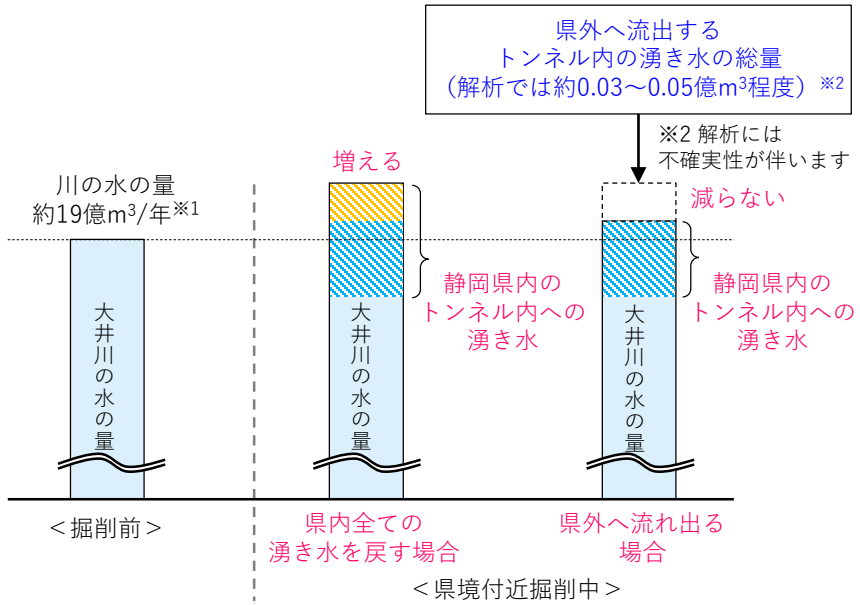 県外へ流出する
トンネル内の湧き水の総量
（解析では約0.03～0.05億m³程度）※2
※2 解析には
不確実性が伴います
増える
減らない
川の水の量
約19億m³/年※1
静岡県内の
トンネル内への
湧き水
静岡県内の
トンネル内への
湧き水
大井川の水の量
大井川の水の量
大井川の水の量
＜掘削前＞
県内全ての
湧き水を戻す場合
県外へ流れ出る
場合
＜県境付近掘削中＞